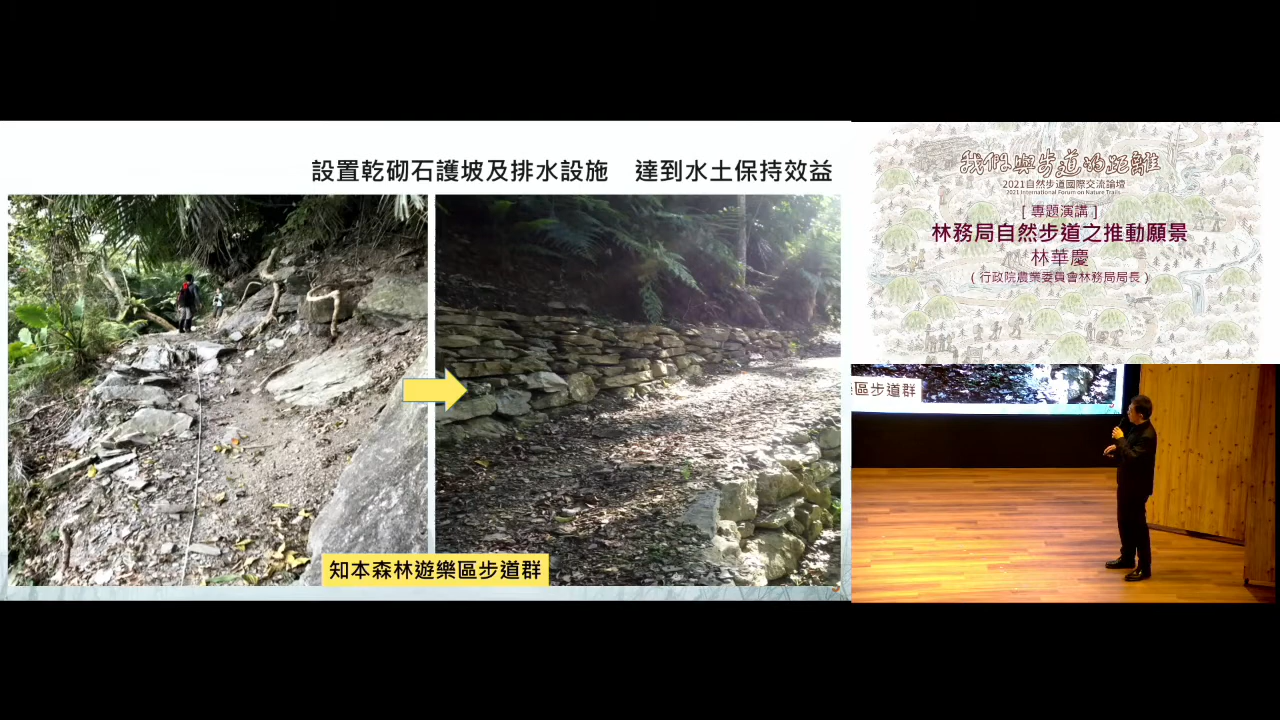 設置乾砌石護坡及排水設施　達到水土保持效益
知本森林遊樂區步道群
我們與步道的距離
2021自然步道國際交流論壇
2021 International Forum on Nature Trails
[ 專題演講 ]
林務局自然步道之推動願景
林華慶
( 行政院農業委員會林務局局長 )
區步道群